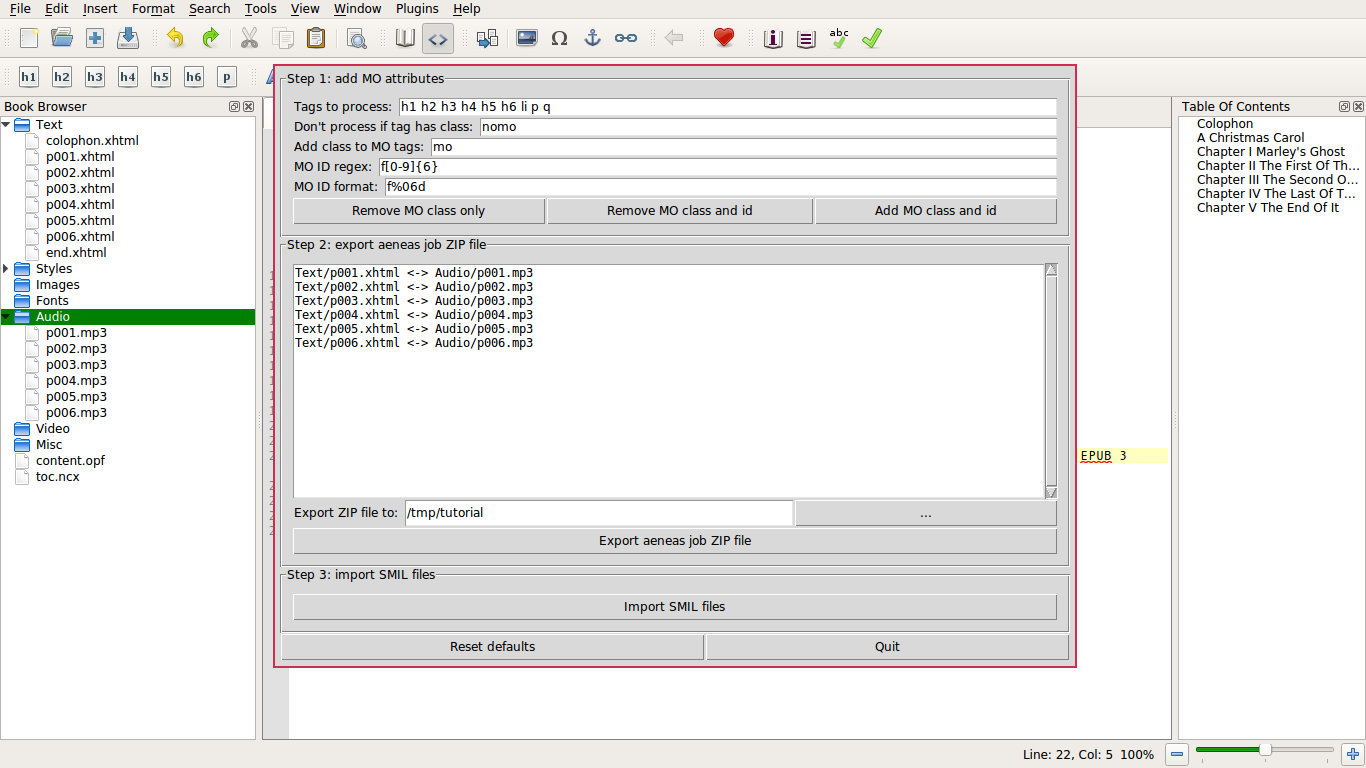 File Edit Insert Format Search Tools View Window Plugins Help
Ω abc
h1 h2 h3 h4 h5 h6 p
Book Browser
Text
colophon.xhtml
p001.xhtml
p002.xhtml
p003.xhtml
p004.xhtml
p005.xhtml
p006.xhtml
end.xhtml
Styles
Images
Fonts
Audio
p001.mp3
p002.mp3
p003.mp3
p004.mp3
p005.mp3
p006.mp3
Video
Misc
content.opf
toc.ncx
Step 1: add MO attributes
Tags to process: h1 h2 h3 h4 h5 h6 li p q
Don't process if tag has class: nomo
Add class to MO tags: mo
MO ID regex: f[0-9]{6}
MO ID format: f%06d
Remove MO class only Remove MO class and id Add MO class and id
Step 2: export aeneas job ZIP file
Text/p001.xhtml <-> Audio/p001.mp3
Text/p002.xhtml <-> Audio/p002.mp3
Text/p003.xhtml <-> Audio/p003.mp3
Text/p004.xhtml <-> Audio/p004.mp3
Text/p005.xhtml <-> Audio/p005.mp3
Text/p006.xhtml <-> Audio/p006.mp3
Export ZIP file to: /tmp/tutorial ...
Export aeneas job ZIP file
Step 3: import SMIL files
Import SMIL files
Reset defaults Quit
EPUB 3
Table Of Contents
Colophon
A Christmas Carol
Chapter I Marley's Ghost
Chapter II The First Of Th...
Chapter III The Second O...
Chapter IV The Last Of T...
Chapter V The End Of It
Line: 22, Col: 5 100%